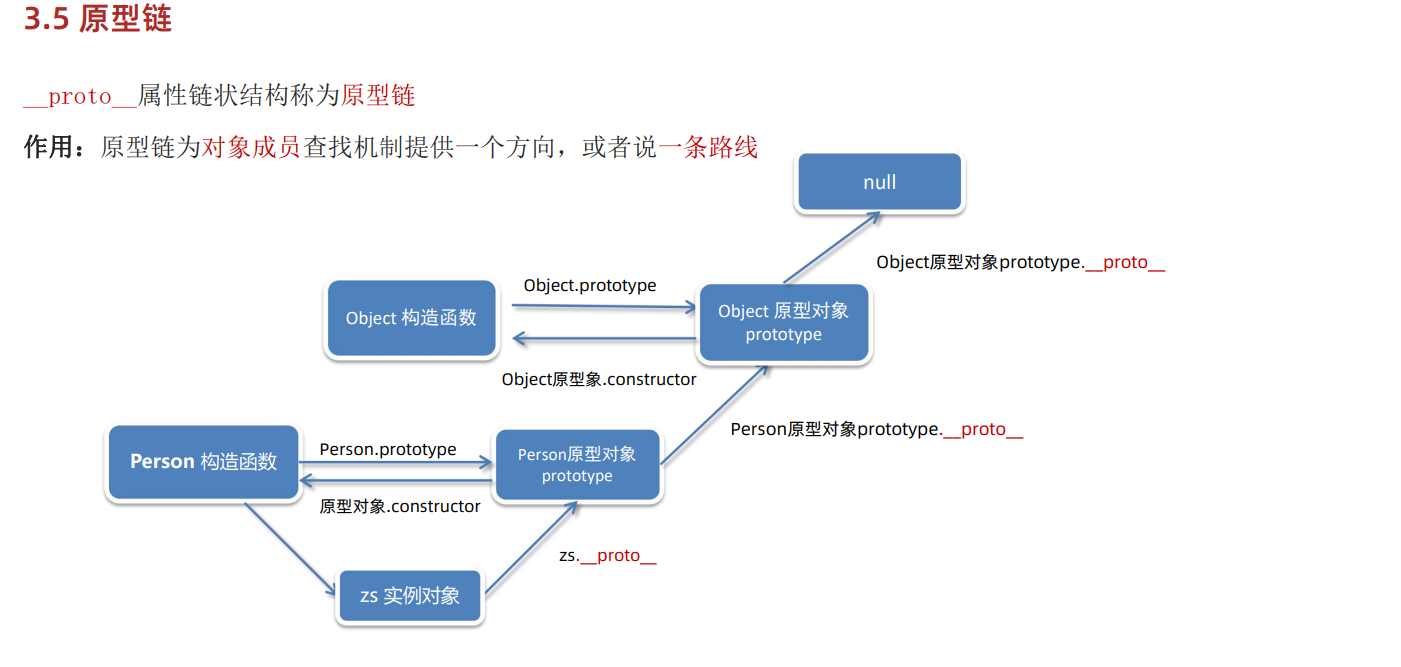 3.5 原型链
__proto__属性链状结构称为原型链
作用：原型链为对象成员查找机制提供一个方向，或者说一条路线
null
Object原型对象prototype.__proto__
Object.prototype
Object 构造函数
Object 原型对象
prototype
Object原型象.constructor
Person原型对象prototype.__proto__
Person.prototype
Person 构造函数
Person原型对象
prototype
原型对象.constructor
zs.__proto__
zs 实例对象